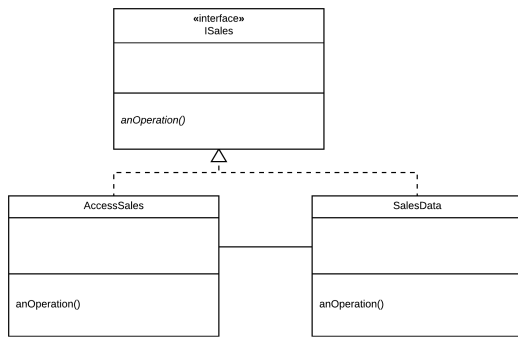 «interface»
ISales
anOperation()
AccessSales
SalesData
anOperation()
anOperation()